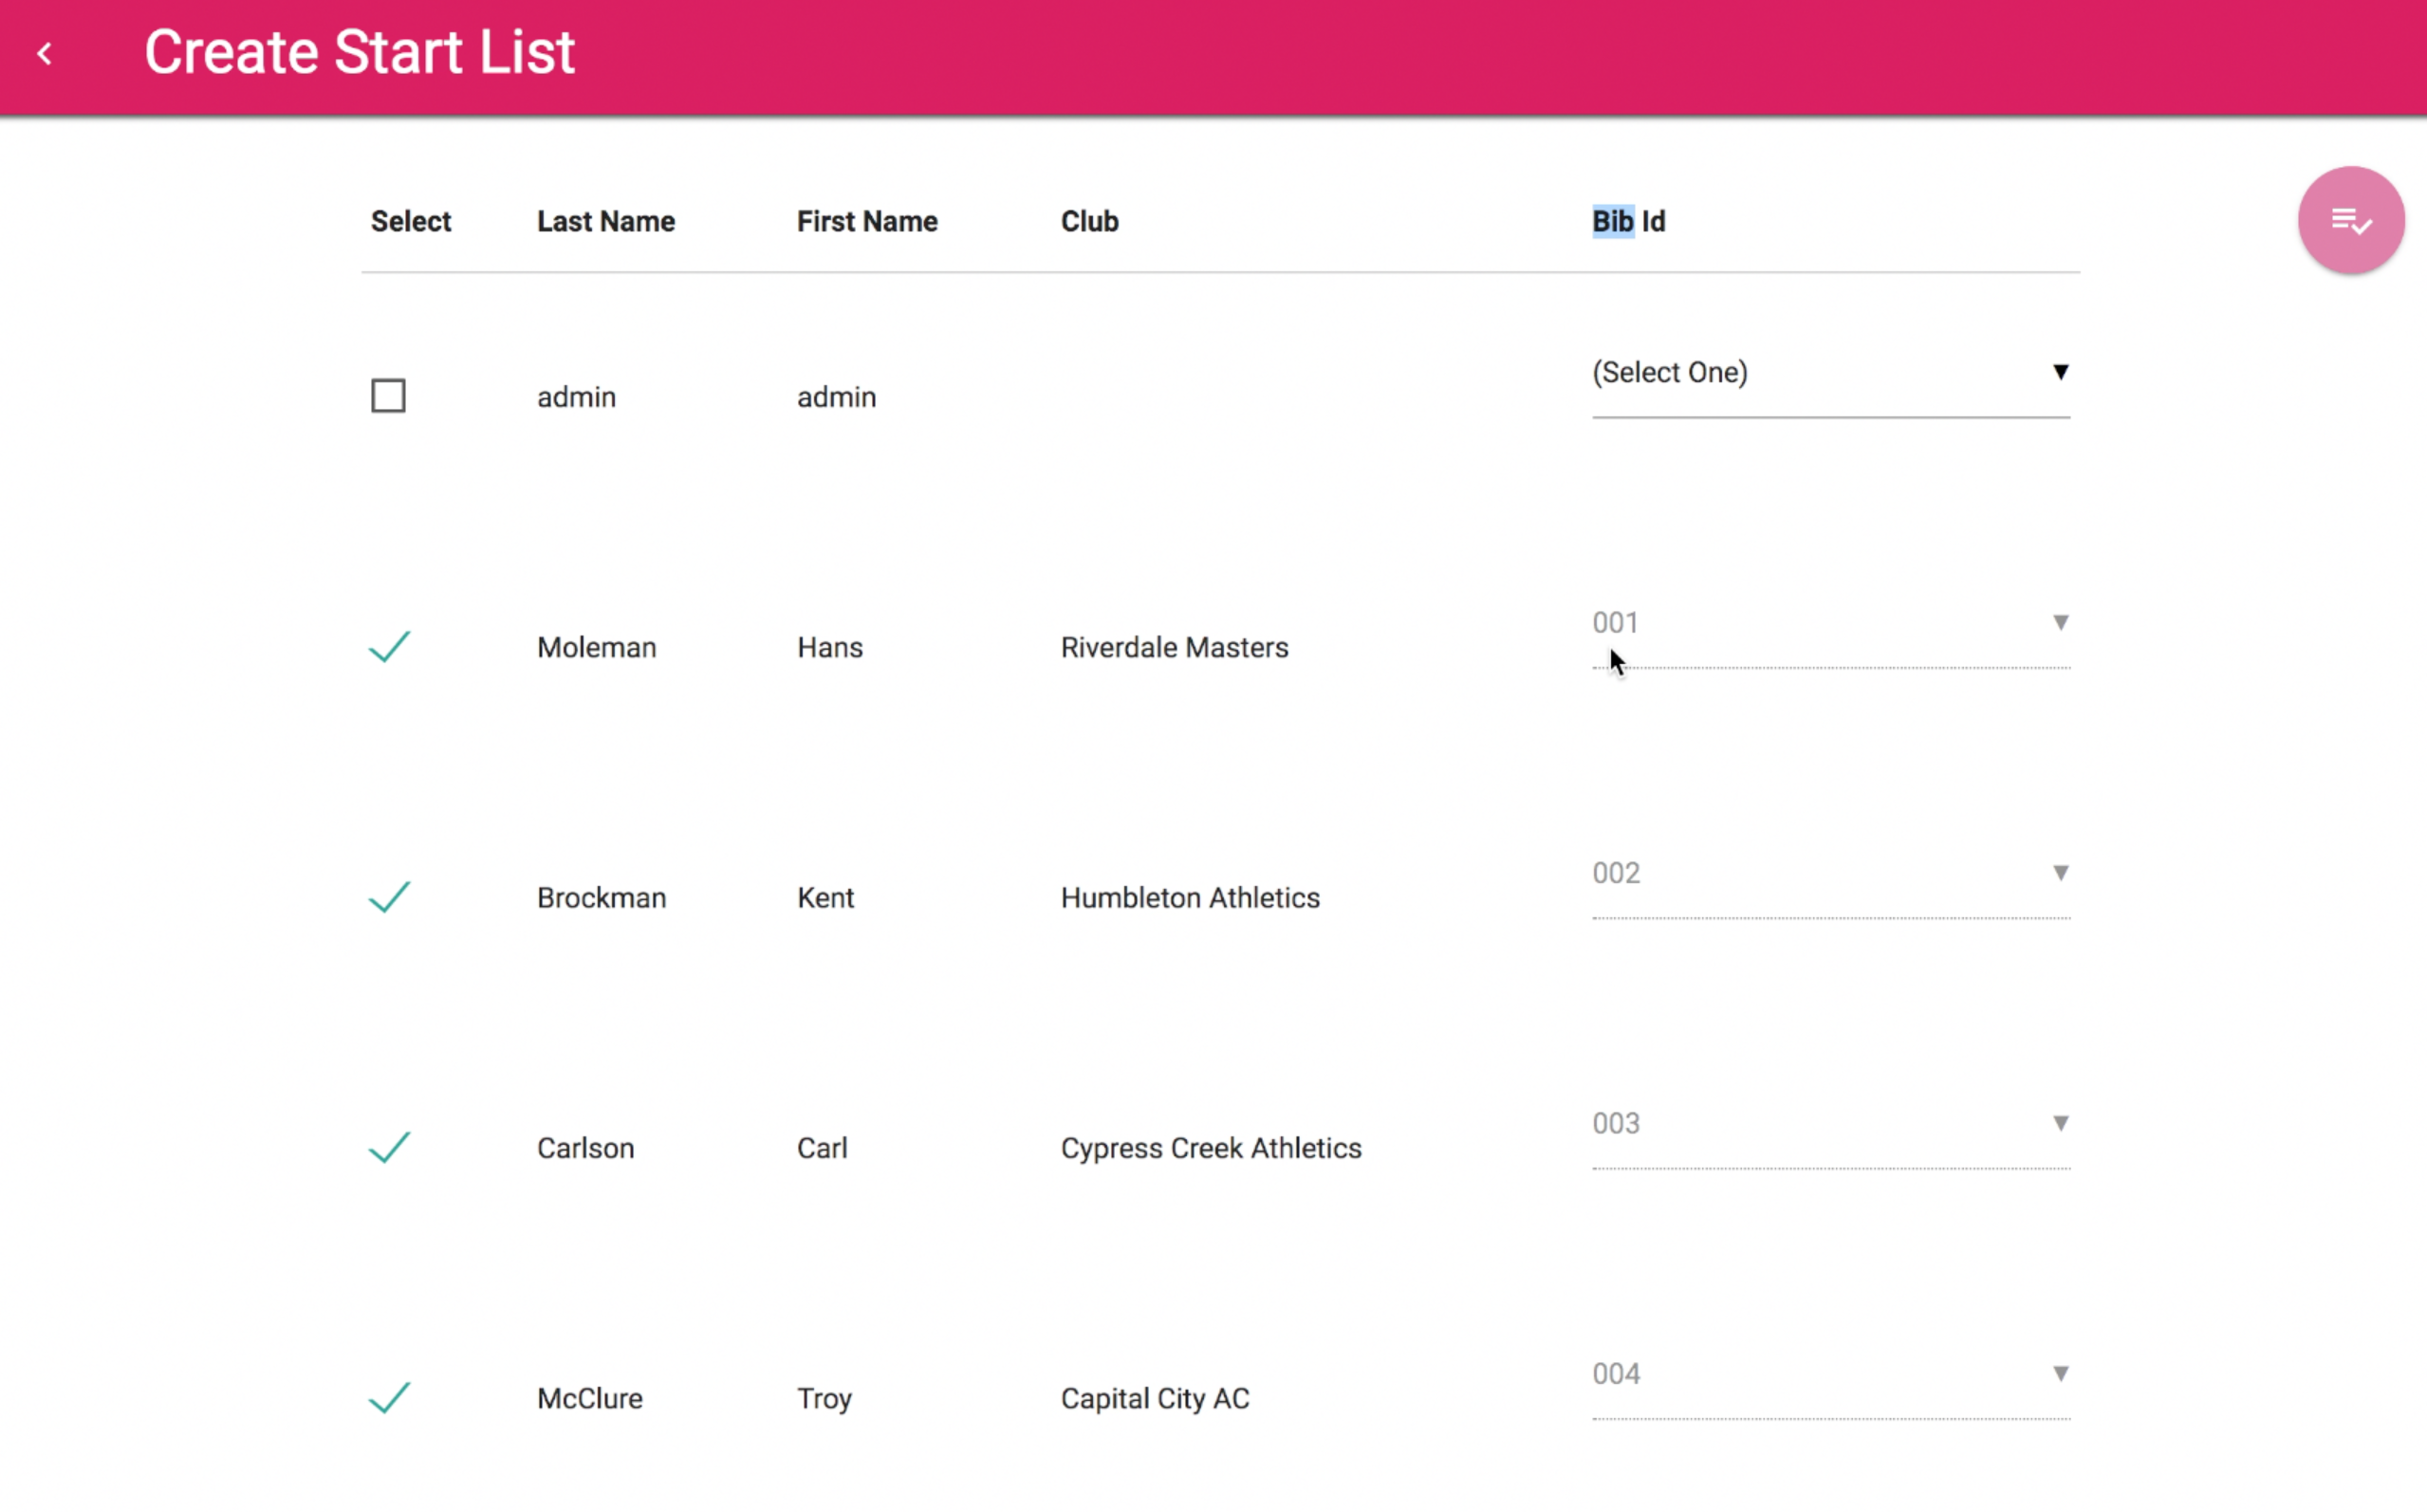 Create Start List
Select Last Name First Name Club Bib Id
(Select One)
admin admin
001
Moleman Hans Riverdale Masters
002
Brockman Kent Humbleton Athletics
003
Carlson Carl Cypress Creek Athletics
004
McClure Troy Capital City AC